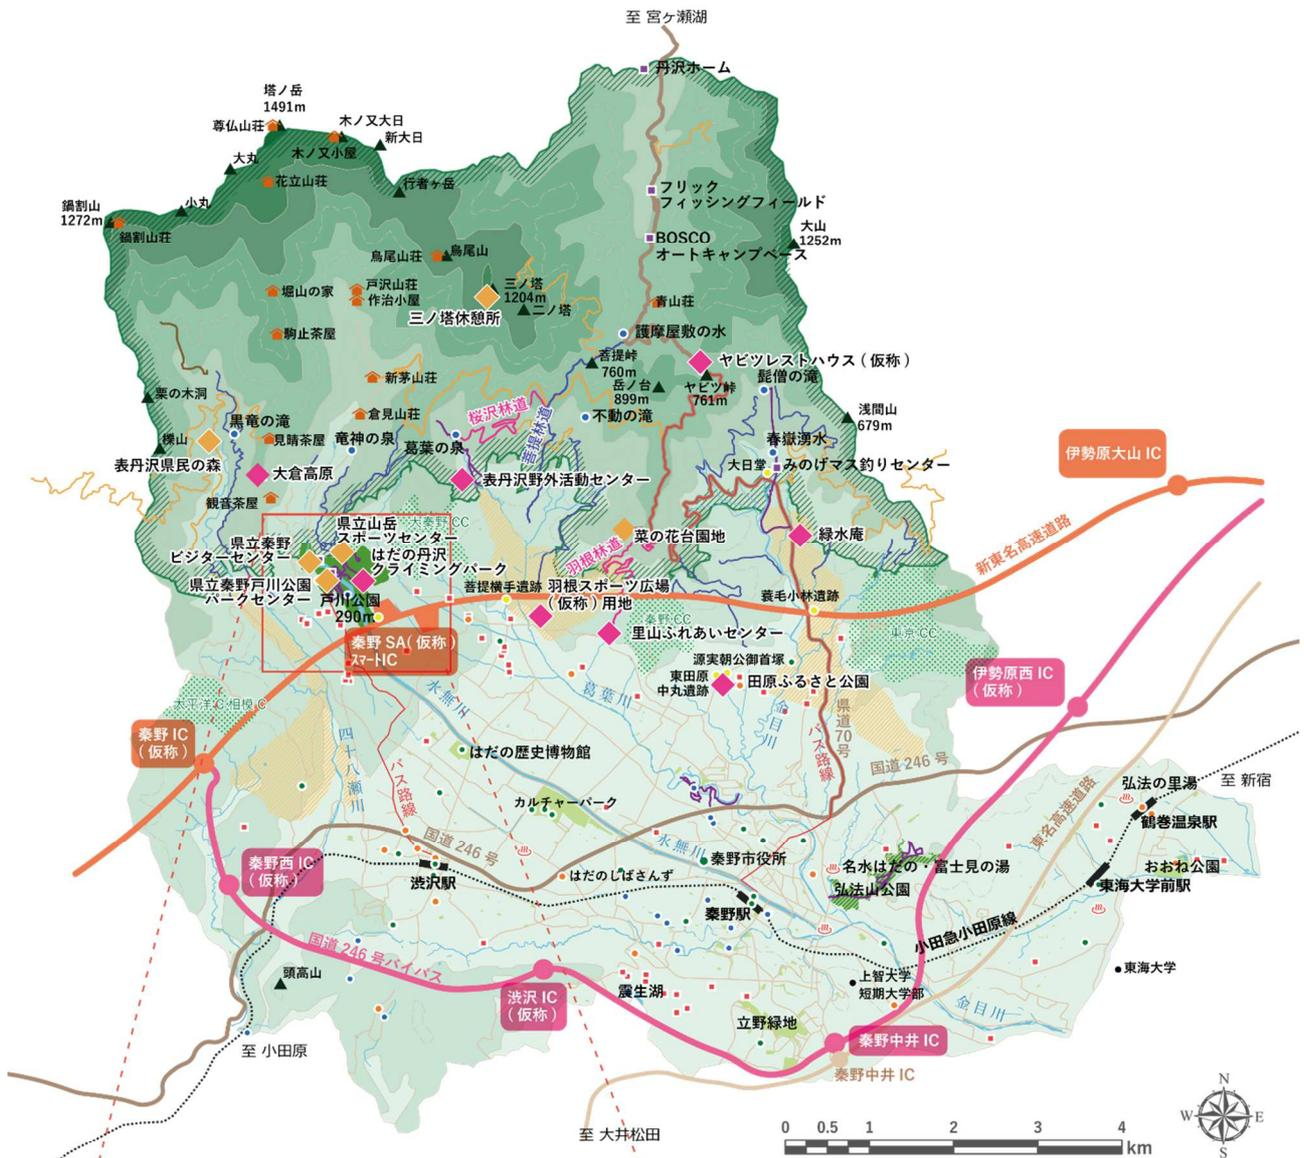 至 宮ヶ瀬湖
丹沢ホーム
塔ノ岳
1491m
尊仏山荘
木ノ又大日
新大日
木ノ又小屋
大丸
花立山荘
行者ヶ岳
フリック
フィッシングフィールド
鍋割山
1272m
小丸
鍋割山荘
大山
1252m
BOSCO
オートキャンプベース
烏尾山荘
烏尾山
堀山の家
戸沢山荘
作治小屋
三ノ塔
1204m
二ノ塔
三ノ塔休憩所
青山荘
駒止茶屋
護摩屋敷の水
菩提峠
760m
ヤビツレストハウス（仮称）
髭僧の滝
岳ノ台
899m
ヤビツ峠
761m
新茅山荘
栗の木洞
桜沢林道
菩提林道
不動の滝
浅間山
679m
黒竜の滝
倉見山荘
櫟山
見晴茶屋
竜神の泉
葛葉の泉
春嶽湧水
伊勢原大山 IC
表丹沢県民の森
大倉高原
表丹沢野外活動センター
大日堂
みのげマス釣りセンター
観音茶屋
大秦野 CC
県立山岳
スポーツセンター
菜の花台園地
緑水庵
新東名高速道路
県立秦野
ビジターセンター
はだの丹沢
クライミングパーク
羽根林道
県立秦野戸川公園
パークセンター
戸川公園
290m
菩提横手遺跡
羽根スポーツ広場
（仮称）用地
蓑毛小林遺跡
秦野 CC
東京 CC
秦野 SA（仮称）
スマートIC
里山ふれあいセンター
源実朝公御首塚
東田原
中丸遺跡
田原ふるさと公園
伊勢原西 IC
（仮称）
太平洋 C 相模 C
水無川
葛葉川
金目川
県道
70号
秦野 IC
（仮称）
四十八瀬川
バス路線
はだの歴史博物館
バス路線
国道 246 号
カルチャーパーク
東名高速道路
弘法の里湯
至 新宿
鶴巻温泉駅
国道 246 号
水無川
秦野市役所
名水はだの・富士見の湯
弘法山公園
おおね公園
東海大学前駅
秦野西 IC
（仮称）
渋沢駅
はだのしばさんず
秦野駅
小田急小田原線
国道 246 号バイパス
頭高山
渋沢 IC
（仮称）
震生湖
上智大学
短期大学部
東海大学
金目川
立野緑地
至 小田原
秦野中井 IC
秦野中井 IC
至 大井松田
N
W
E
S
0
0.5
1
2
3
4
km